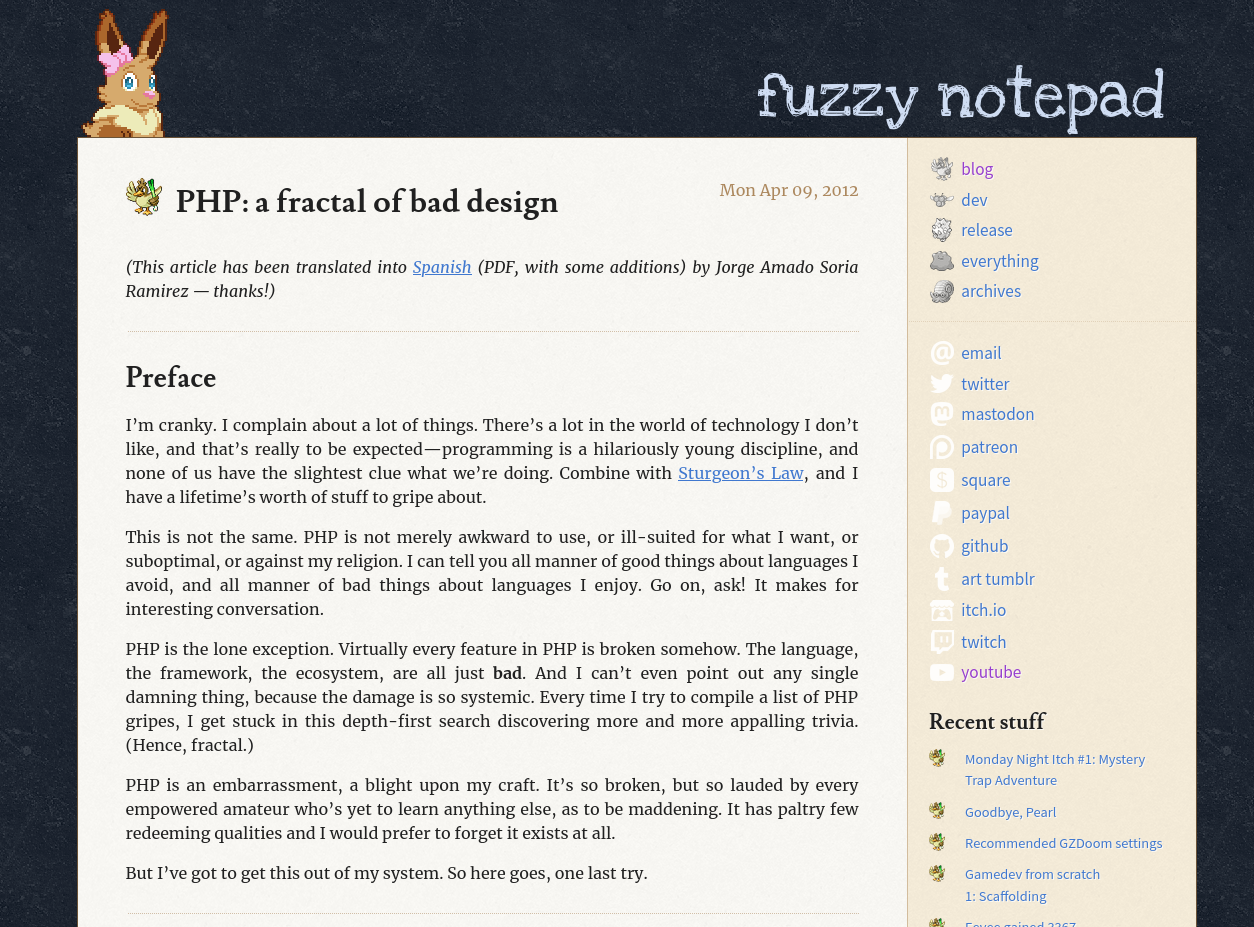 fuzzy notepad
PHP: a fractal of bad design
Mon Apr 09, 2012
(This article has been translated into Spanish (PDF, with some additions) by Jorge Amado Soria
Ramirez — thanks!)
Preface
I’m cranky. I complain about a lot of things. There’s a lot in the world of technology I don’t
like, and that’s really to be expected—programming is a hilariously young discipline, and
none of us have the slightest clue what we’re doing. Combine with Sturgeon’s Law, and I
have a lifetime’s worth of stuff to gripe about.
This is not the same. PHP is not merely awkward to use, or ill-suited for what I want, or
suboptimal, or against my religion. I can tell you all manner of good things about languages I
avoid, and all manner of bad things about languages I enjoy. Go on, ask! It makes for
interesting conversation.
PHP is the lone exception. Virtually every feature in PHP is broken somehow. The language,
the framework, the ecosystem, are all just bad. And I can’t even point out any single
damning thing, because the damage is so systemic. Every time I try to compile a list of PHP
gripes, I get stuck in this depth-first search discovering more and more appalling trivia.
(Hence, fractal.)
PHP is an embarrassment, a blight upon my craft. It’s so broken, but so lauded by every
empowered amateur who’s yet to learn anything else, as to be maddening. It has paltry few
redeeming qualities and I would prefer to forget it exists at all.
But I’ve got to get this out of my system. So here goes, one last try.
blog
dev
release
everything
archives
email
twitter
mastodon
patreon
square
paypal
github
art tumblr
itch.io
twitch
youtube
Recent stuff
Monday Night Itch #1: Mystery
Trap Adventure
Goodbye, Pearl
Recommended GZDoom settings
Gamedev from scratch
1: Scaffolding